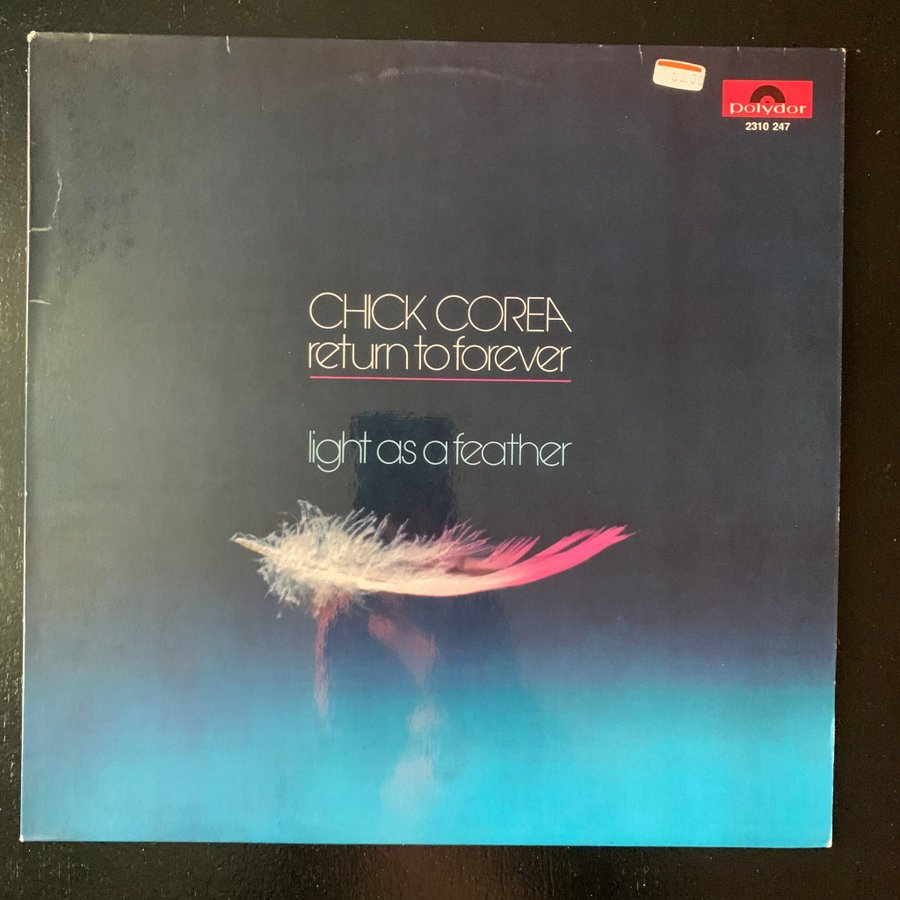 polydor
2310 247
CHICK COREA
return to forever
light as a feather